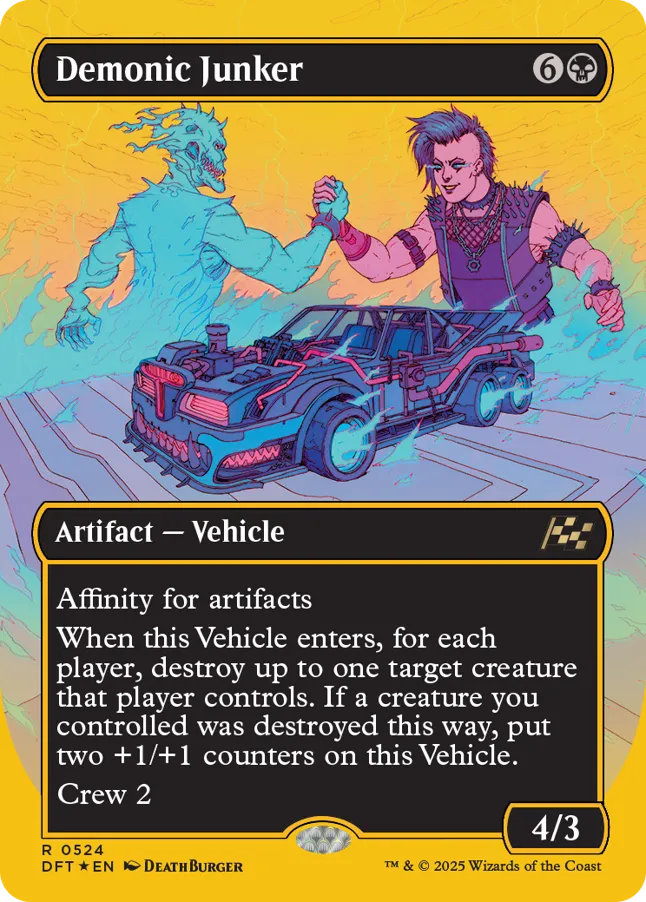 Demonic Junker 6
Artifact — Vehicle
Affinity for artifacts
When this Vehicle enters, for each
player, destroy up to one target creature
that player controls. If a creature you
controlled was destroyed this way, put
two +1/+1 counters on this Vehicle.
Crew 2
4/3
R 0524
DFT★EN DEATHBURGER
™ & © 2025 Wizards of the Coast